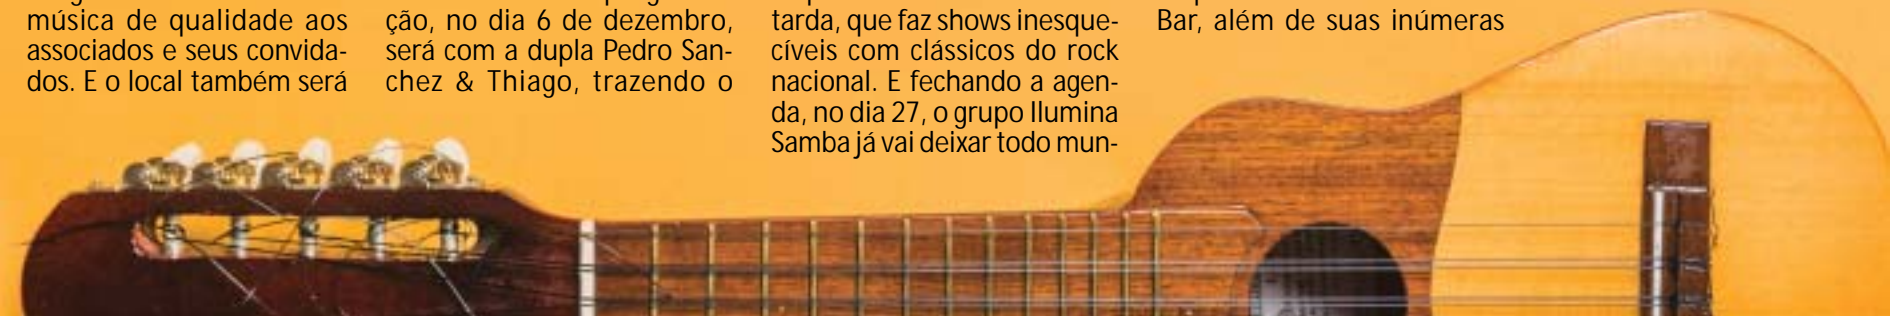 música de qualidade aos
associados e seus convida-
dos. E o local também será
ção, no dia 6 de dezembro,
será com a dupla Pedro San-
chez & Thiago, trazendo o
tarda, que faz shows inesque-
cíveis com clássicos do rock
nacional. E fechando a agen-
da, no dia 27, o grupo Ilumina
Samba já vai deixar todo mun-
Bar, além de suas inúmeras